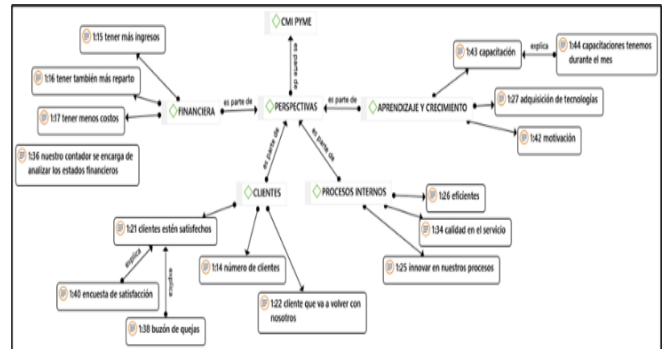 CMI PYME
es parte de
1:15 tener más ingresos
1:16 tener también más reparto
1:17 tener menos costos
FINANCIERA
es parte de
PERSPECTIVAS
es parte de
APRENDIZAJE Y CRECIMIENTO
1:43 capacitación
explica
1:44 capacitaciones tenemos
durante el mes
1:27 adquisición de tecnologías
1:42 motivación
1:36 nuestro contador se encarga de
analizar los estados financieros
es parte de
es parte de
CLIENTES
PROCESOS INTERNOS
1:26 eficientes
1:34 calidad en el servicio
1:25 innovar en nuestros procesos
1:21 clientes estén satisfechos
explica
explica
1:40 encuesta de satisfacción
1:38 buzón de quejas
1:14 número de clientes
1:22 cliente que va a volver con
nosotros